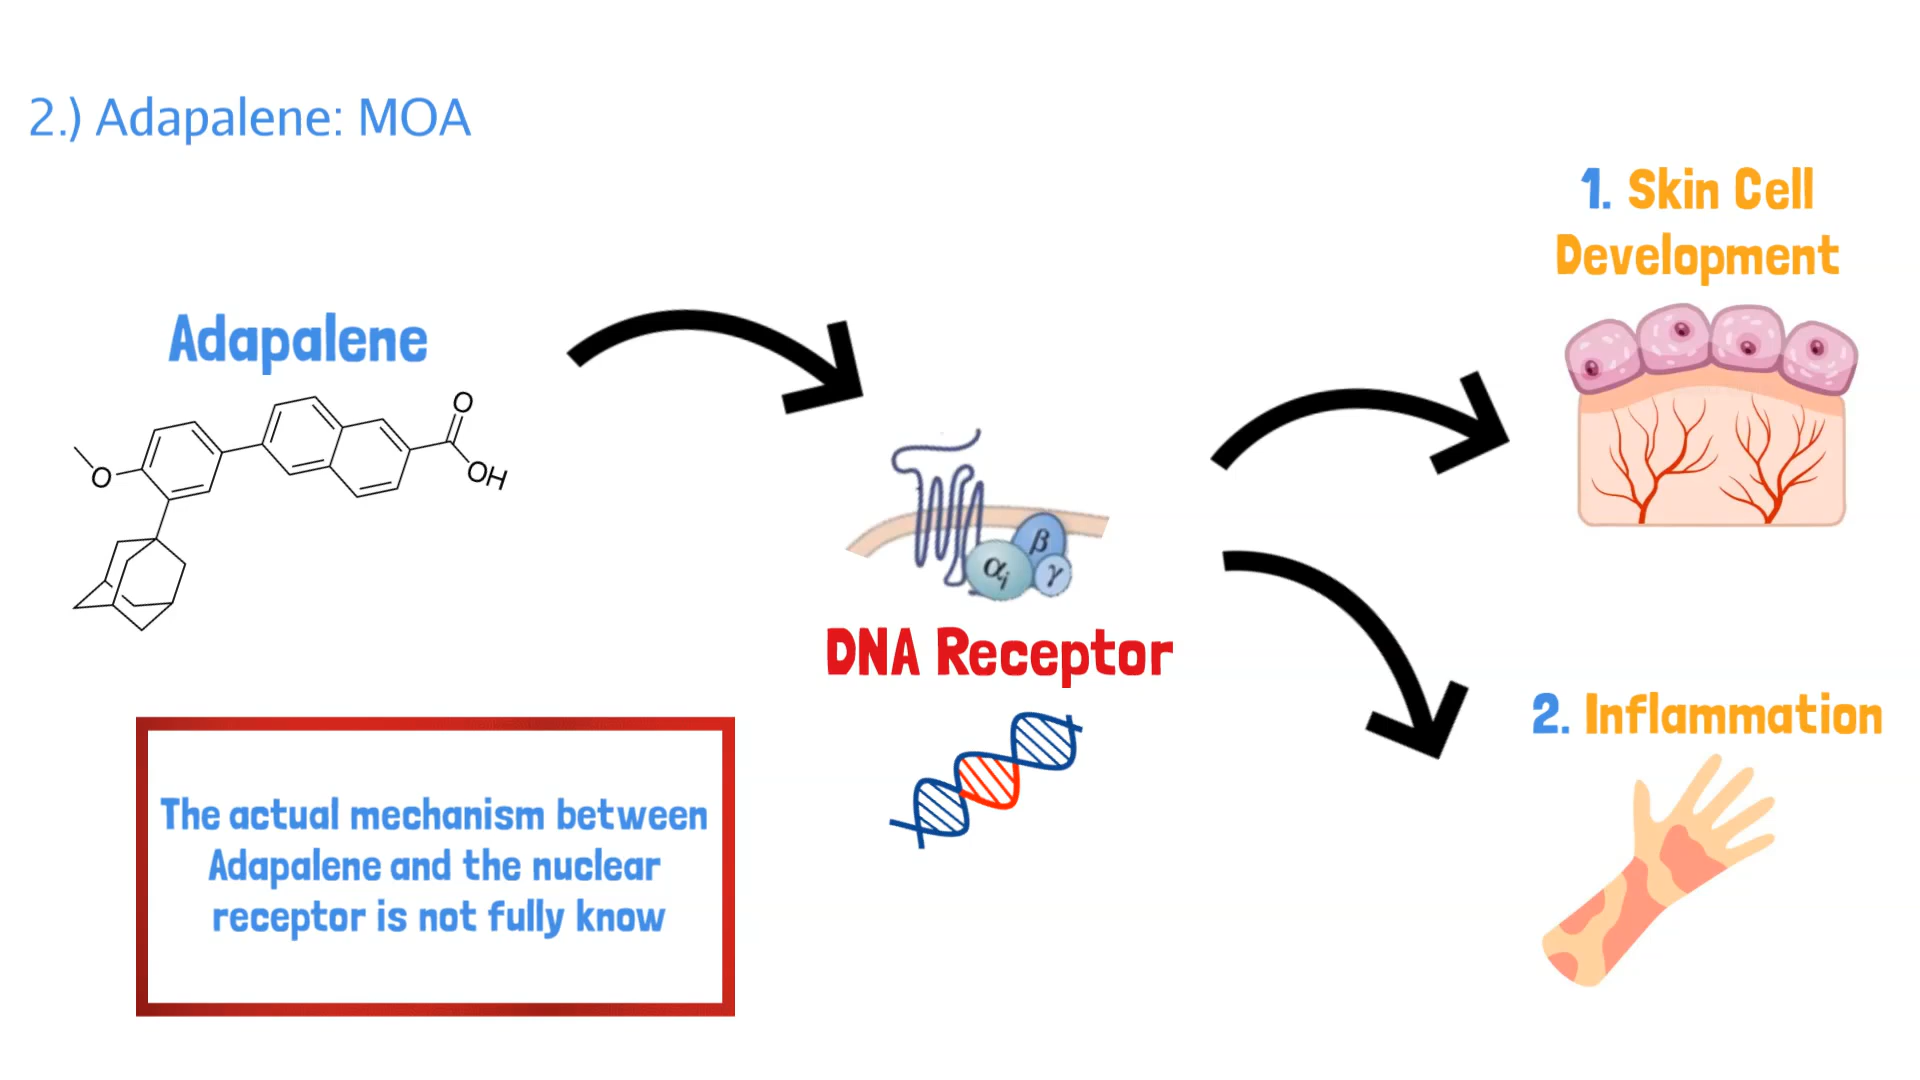 2.) Adapalene: MOA
Adapalene
O
OH
O
The actual mechanism between
Adapalene and the nuclear
receptor is not fully know
β
αi
γ
DNA Receptor
1. Skin Cell
Development
2. Inflammation